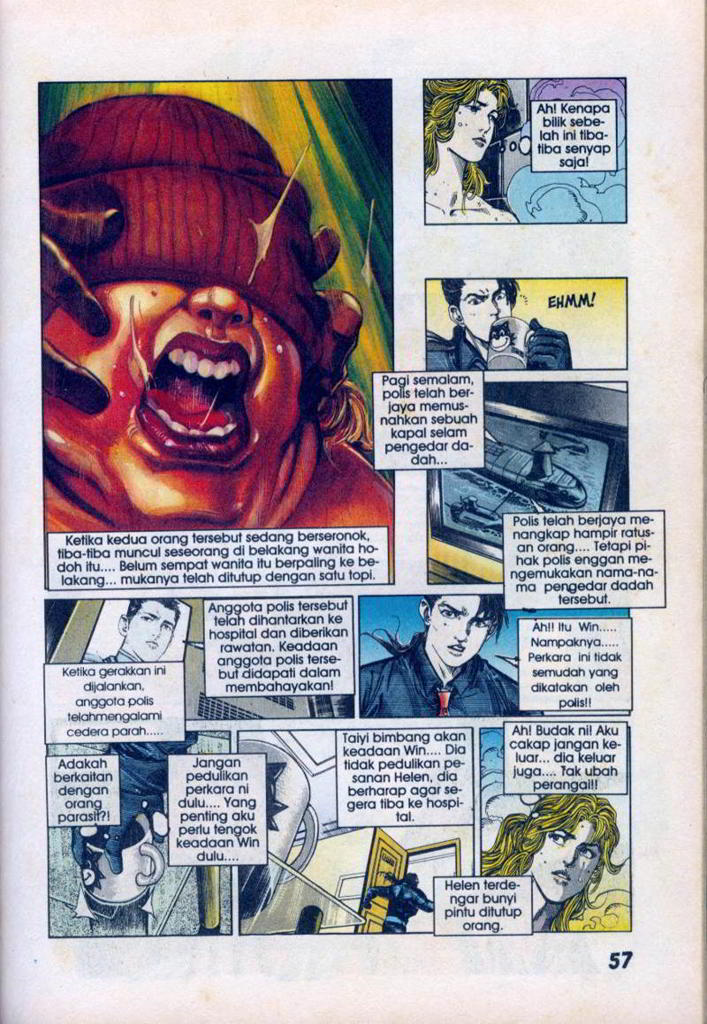 Ketika kedua orang tersebut sedang berseronok,
tiba-tiba muncul seseorang di belakang wanita ho-
doh itu.... Belum sempat wanita itu berpaling ke be-
lakang... mukanya telah ditutup dengan satu topi.
Ah! Kenapa
bilik sebe-
lah ini tiba-
tiba senyap
saja!
EHMM!
Pagi semalam,
polis telah ber-
jaya memus-
nahkan sebuah
kapal selam
pengedar da-
dah...
Polis telah berjaya me-
nangkap hampir ratus-
an orang.... Tetapi pi-
hak polis enggan me-
ngemukakan nama-na-
ma pengedar dadah
tersebut.
Ketika gerakkan ini
dijalankan,
anggota polis
telahmengalami
cedera parah.....
Anggota polis tersebut
telah dihantarkan ke
hospital dan diberikan
rawatan. Keadaan
anggota polis terse-
but didapati dalam
membahayakan!
Ah!! Itu Win.....
Nampaknya.....
Perkara ini tidak
semudah yang
dikatakan oleh
polis!!
Adakah
berkaitan
dengan
orang
parasit?!
Jangan
pedulikan
perkara ni
dulu.... Yang
penting aku
perlu tengok
keadaan Win
dulu....
Taiyi bimbang akan
keadaan Win.... Dia
tidak pedulikan pe-
sanan Helen, dia
berharap agar se-
gera tiba ke hospi-
tal.
Ah! Budak ni! Aku
cakap jangan ke-
luar... dia keluar
juga.... Tak ubah
perangai!!
Helen terde-
ngar bunyi
pintu ditutup
orang.
57